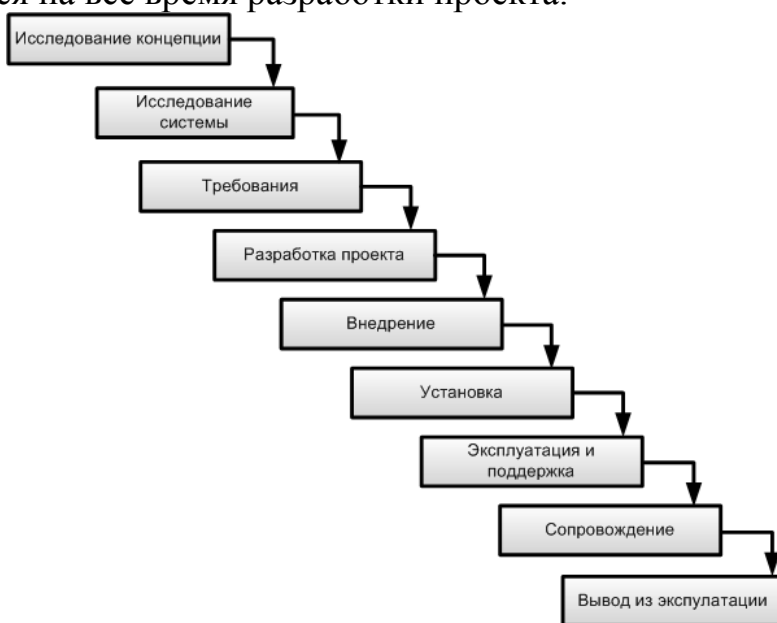 ся на все время разработки проекта.
Исследование концепции
Исследование
системы
Требования
Разработка проекта
Внедрение
Установка
Эксплуатация и
поддержка
Сопровождение
Вывод из экспулатации